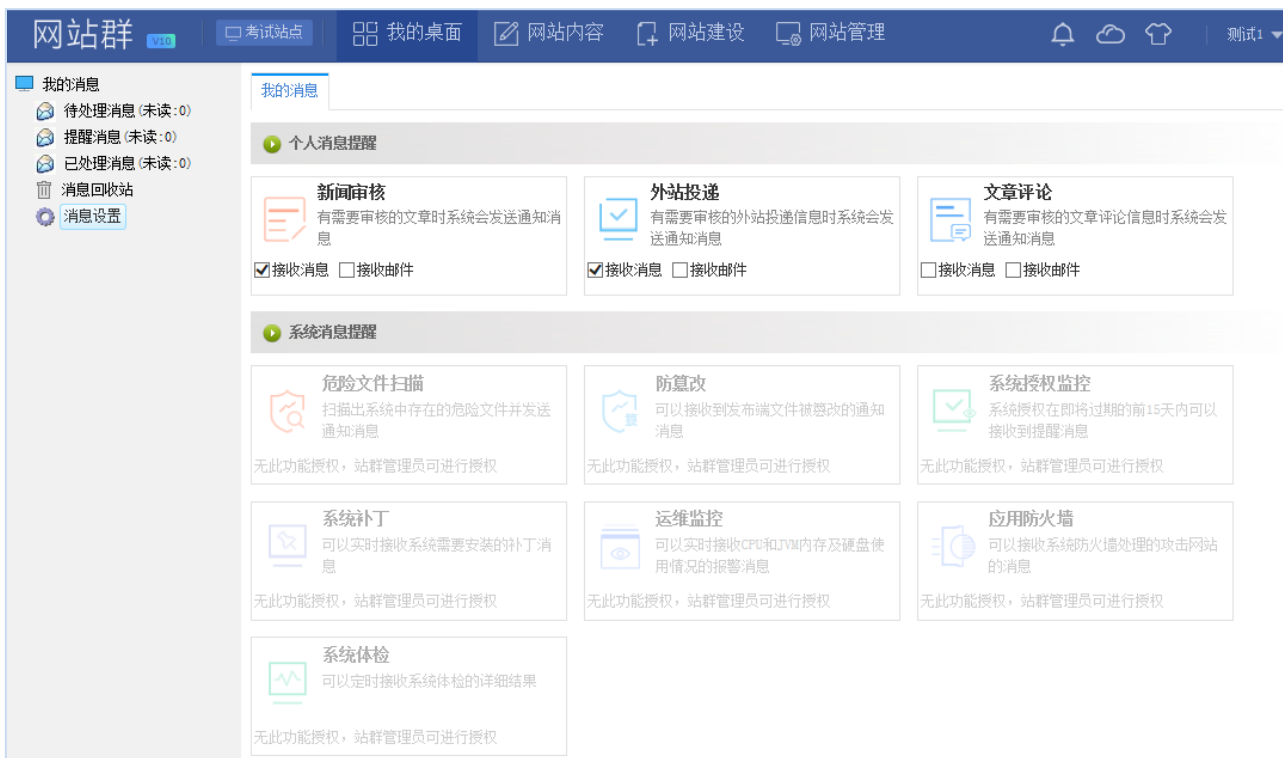 网站群 V10 考试站点 我的桌面 网站内容 网站建设 网站管理 测试1
我的消息
待处理消息(未读:0)
提醒消息(未读:0)
已处理消息(未读:0)
消息回收站
消息设置
我的消息
个人消息提醒
新闻审核
有需要审核的文章时系统会发送通知消
息
接收消息 接收邮件
外站投递
有需要审核的外站投递信息时系统会发
送通知消息
接收消息 接收邮件
文章评论
有需要审核的文章评论信息时系统会发
送通知消息
接收消息 接收邮件
系统消息提醒
危险文件扫描
扫描出系统中存在的危险文件并发送
通知消息
无此功能授权，站群管理员可进行授权
防篡改
可以接收到发布端文件被篡改的通知
消息
无此功能授权，站群管理员可进行授权
系统授权监控
系统授权在即将过期的前15天内可以
接收到提醒消息
无此功能授权，站群管理员可进行授权
系统补丁
可以实时接收系统需要安装的补丁消
息
无此功能授权，站群管理员可进行授权
运维监控
可以实时接收CPU和JVM内存及硬盘使
用情况的报警消息
无此功能授权，站群管理员可进行授权
应用防火墙
可以接收系统防火墙处理的攻击网站
的消息
无此功能授权，站群管理员可进行授权
系统体检
可以定时接收系统体检的详细结果
无此功能授权，站群管理员可进行授权